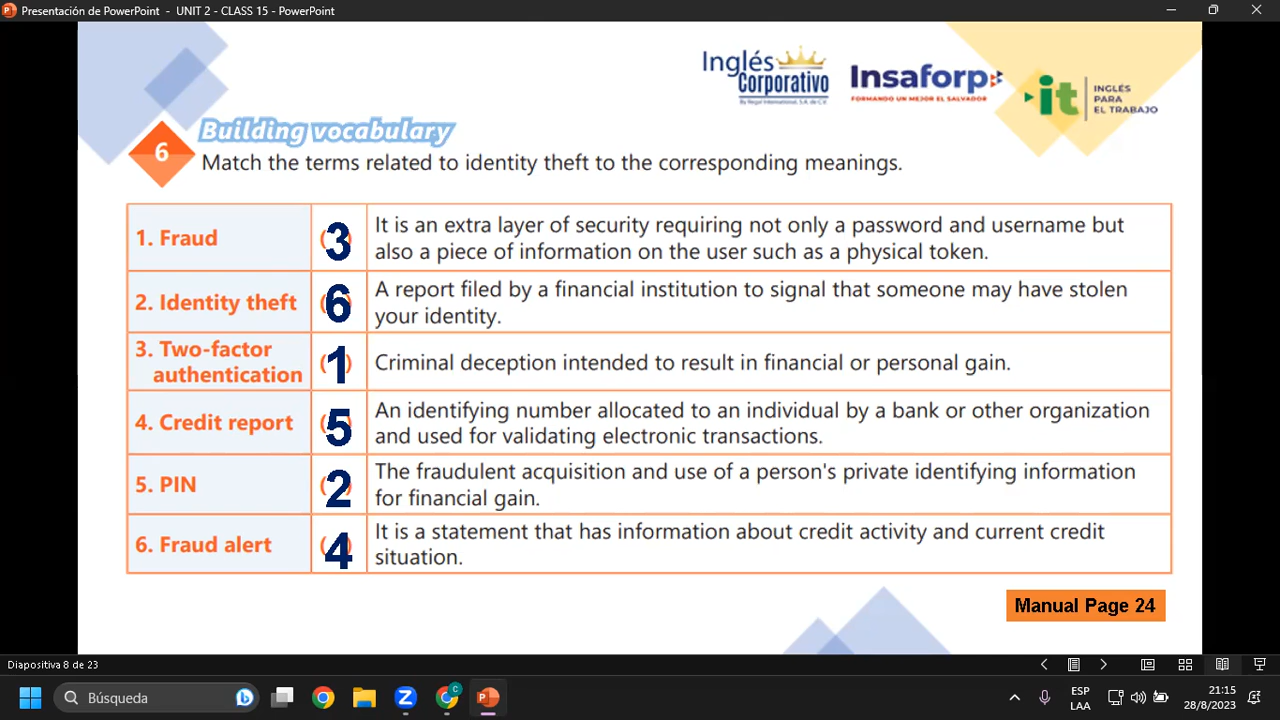 Presentación de PowerPoint - UNIT 2 - CLASS 15 - PowerPoint
Inglés
Corporativo
By Regal International, S.A. de C.V.
Insaforp
FORMANDO UN MEJOR EL SALVADOR
it
INGLÉS
PARA
EL TRABAJO
Building vocabulary
6
Match the terms related to identity theft to the corresponding meanings.
1. Fraud
(3)
It is an extra layer of security requiring not only a password and username but
also a piece of information on the user such as a physical token.
2. Identity theft
(6)
A report filed by a financial institution to signal that someone may have stolen
your identity.
3. Two-factor
authentication
(1)
Criminal deception intended to result in financial or personal gain.
4. Credit report
(5)
An identifying number allocated to an individual by a bank or other organization
and used for validating electronic transactions.
5. PIN
(2)
The fraudulent acquisition and use of a person's private identifying information
for financial gain.
6. Fraud alert
(4)
It is a statement that has information about credit activity and current credit
situation.
Manual Page 24
Diapositiva 8 de 23
Búsqueda
ESP
LAA
21:15
28/8/2023